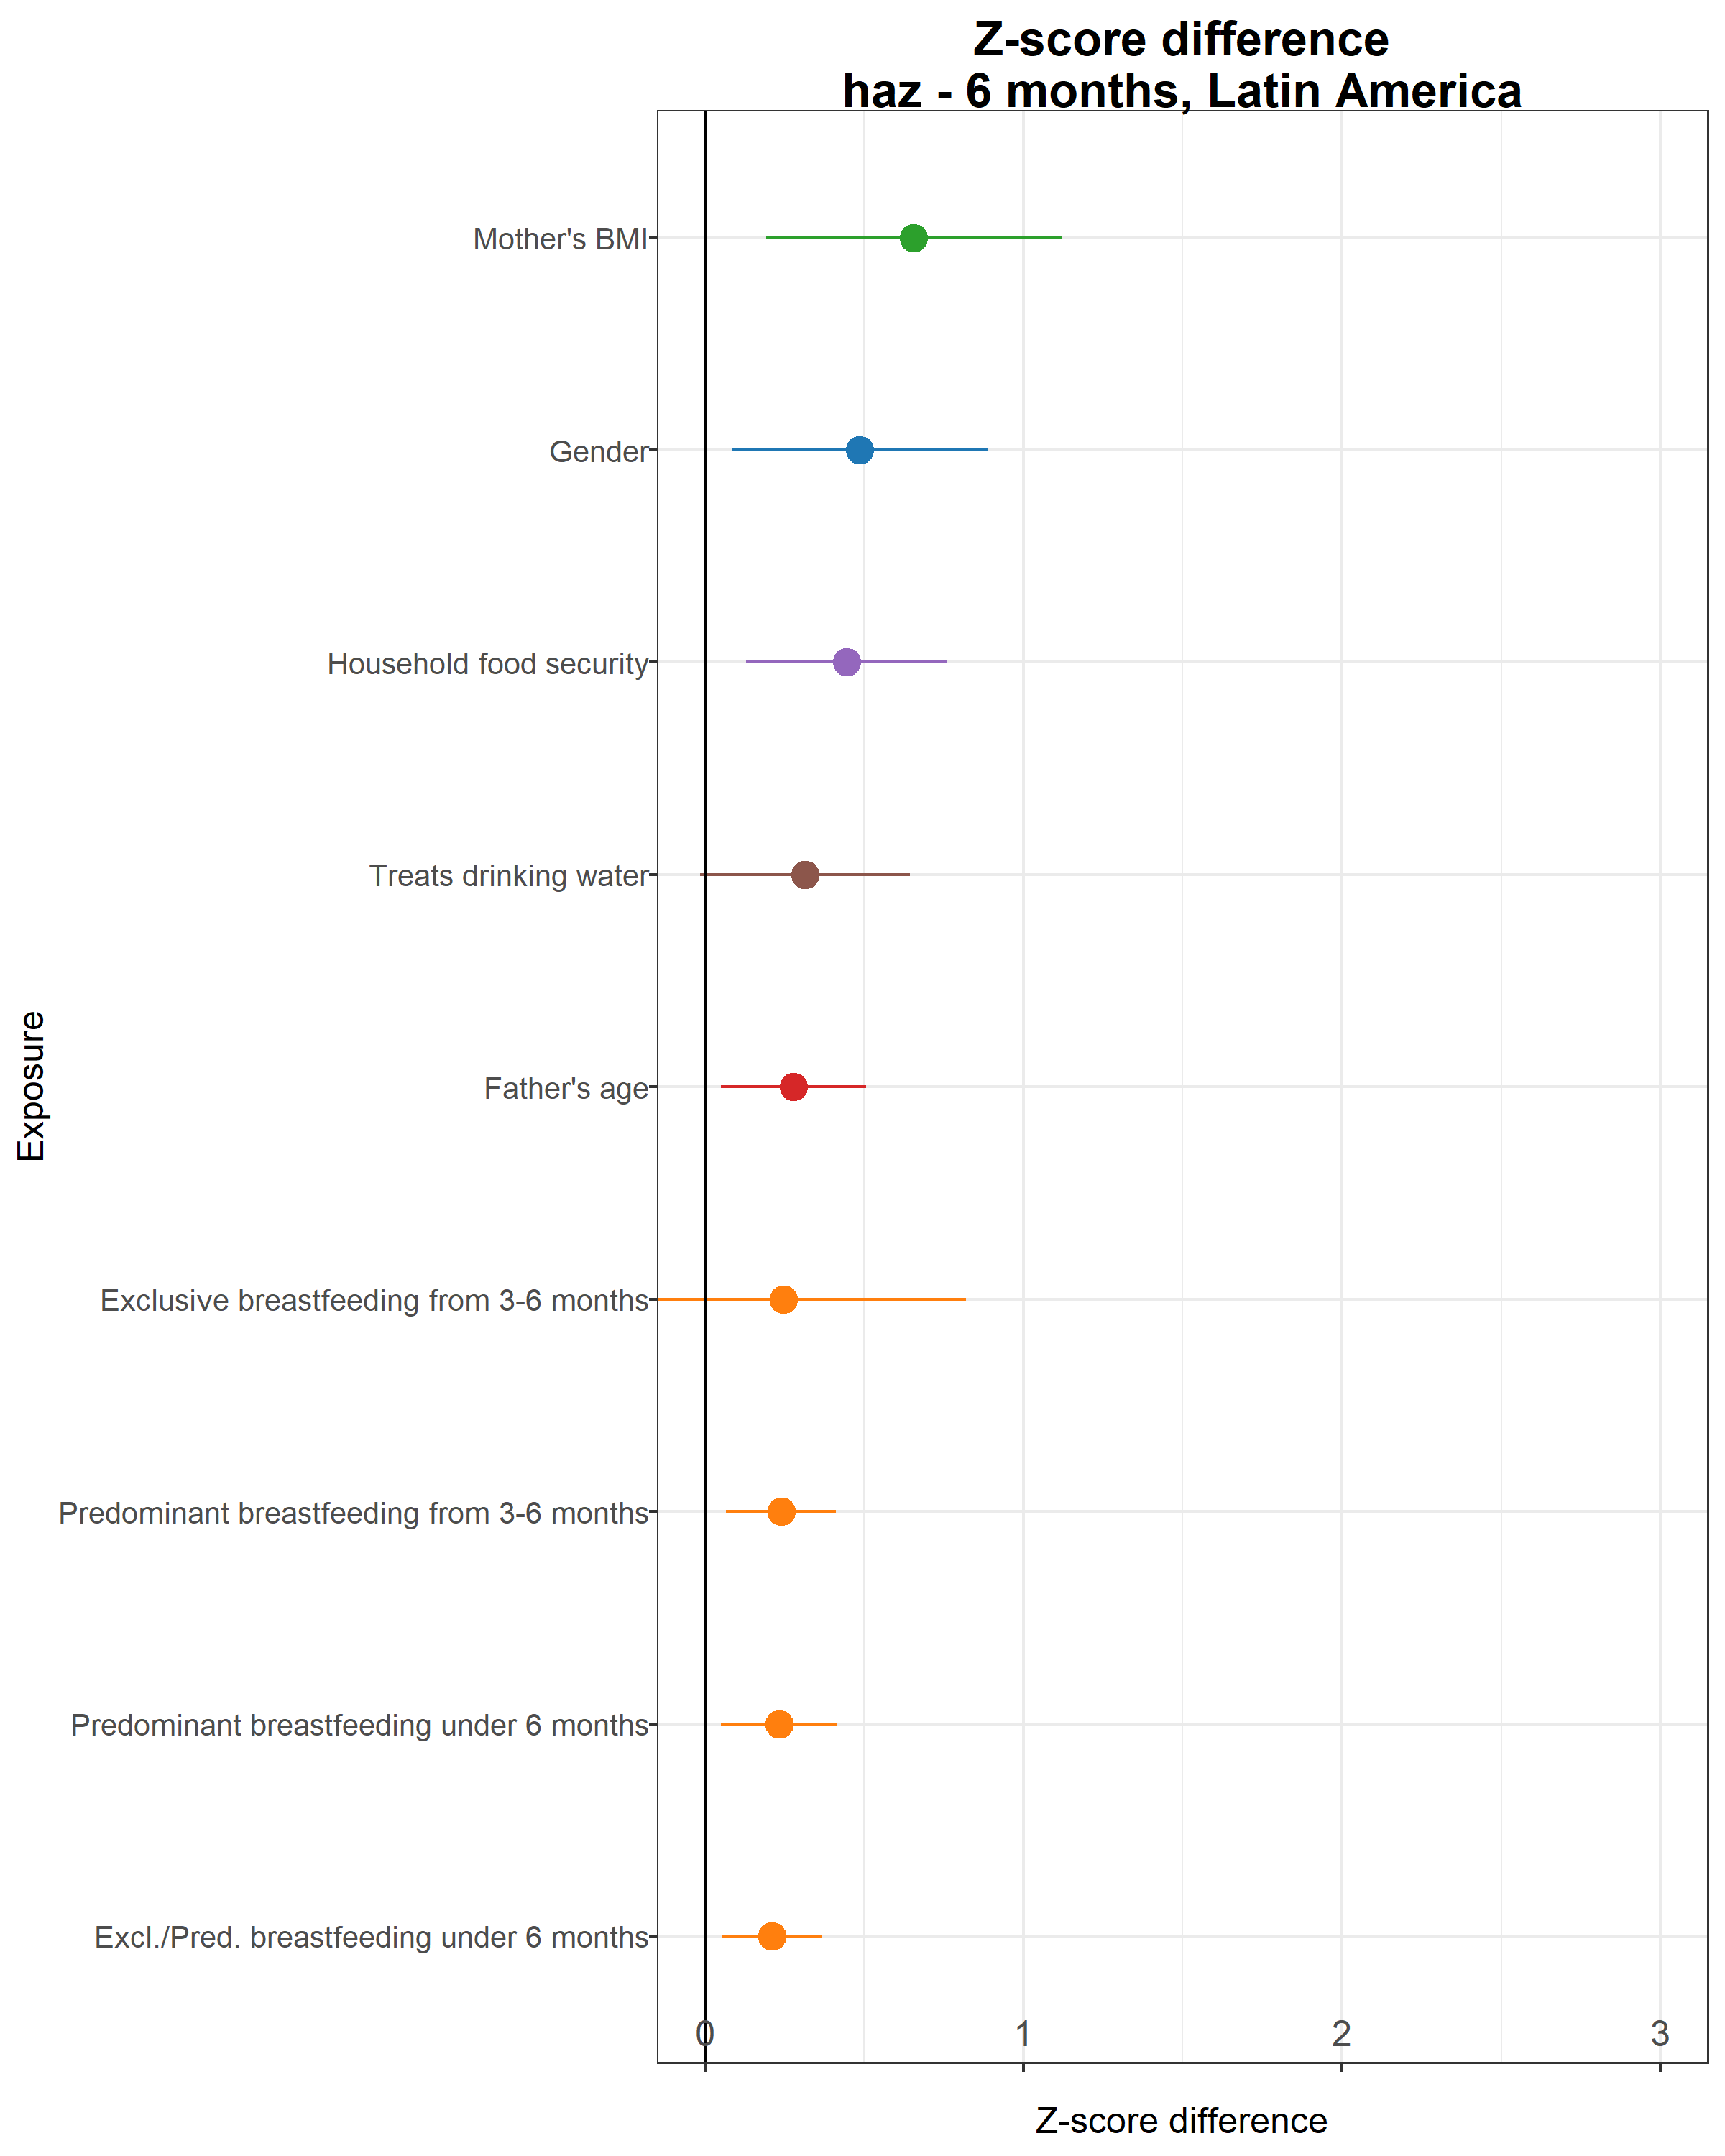 Z-score difference
haz - 6 months, Latin America
Mother's BMI
Gender
Household food security
Treats drinking water
Father's age
Exclusive breastfeeding from 3-6 months
Predominant breastfeeding from 3-6 months
Predominant breastfeeding under 6 months
Excl./Pred. breastfeeding under 6 months
Exposure
0 1 2 3
Z-score difference